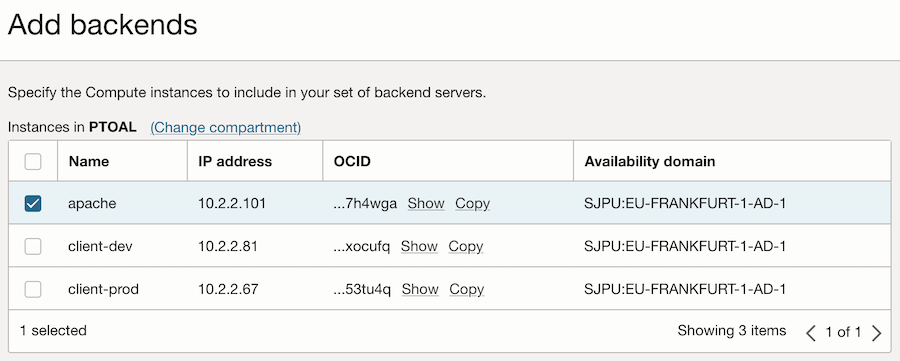 Add backends
Specify the Compute instances to include in your set of backend servers.
Instances in PTOAL (Change compartment)
Name IP address OCID Availability domain
apache 10.2.2.101 ...7h4wga Show Copy SJPU:EU-FRANKFURT-1-AD-1
client-dev 10.2.2.81 ...xocufq Show Copy SJPU:EU-FRANKFURT-1-AD-1
client-prod 10.2.2.67 ...53tu4q Show Copy SJPU:EU-FRANKFURT-1-AD-1
1 selected Showing 3 items 1 of 1